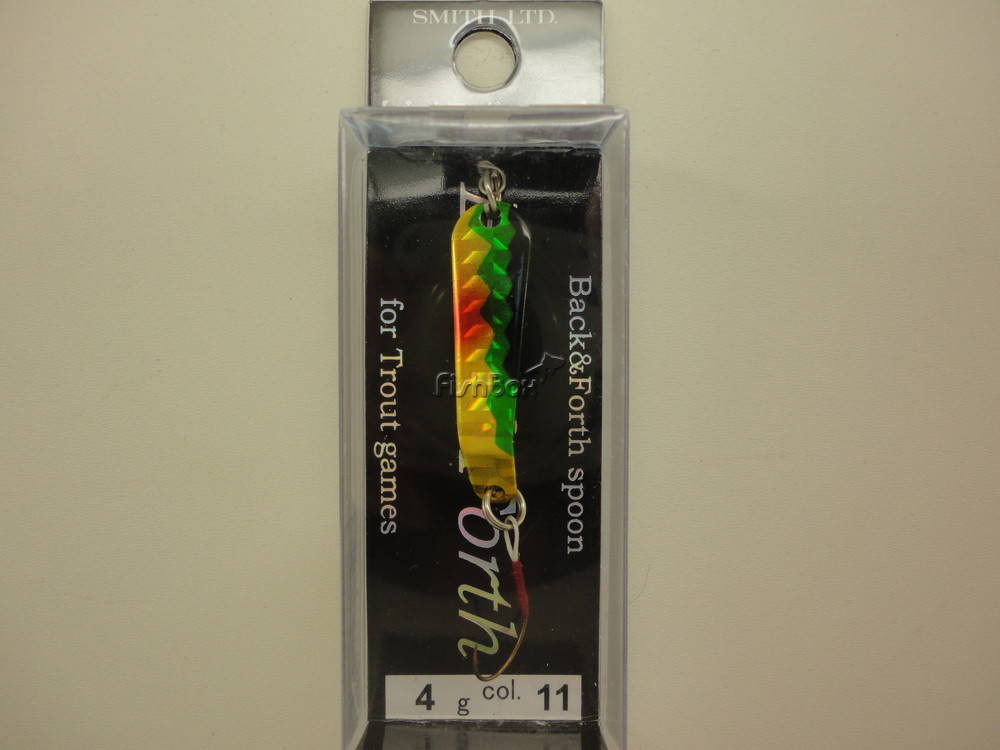 SMITH LTD.
Back&Forth spoon
for Trout games
orth
FishBox
4 g col. 11